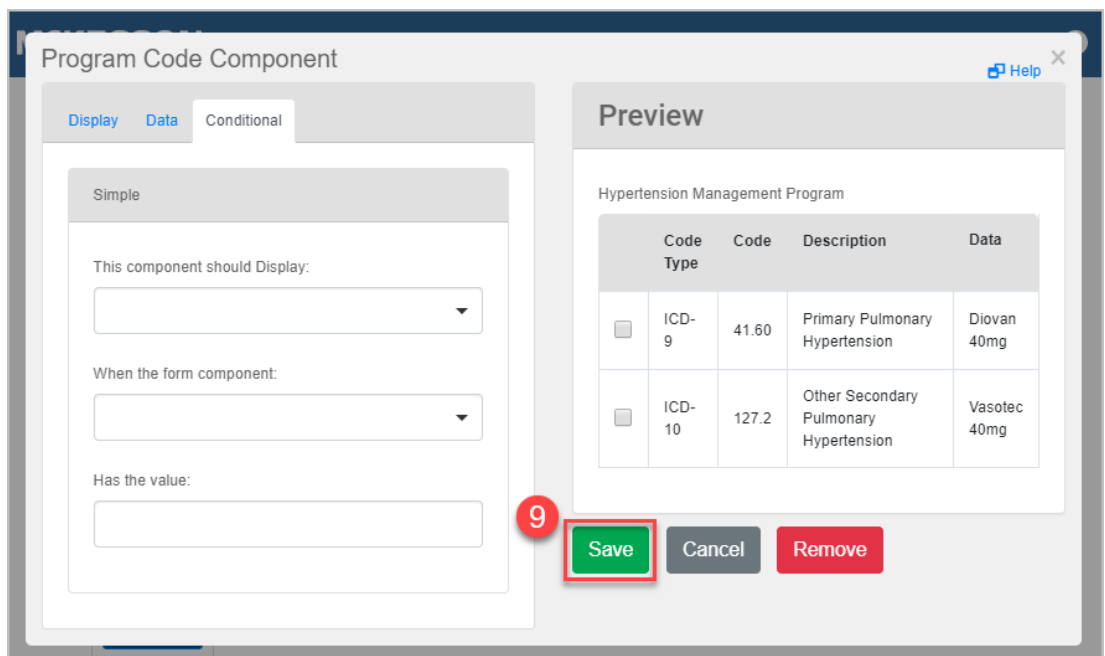 Program Code Component
Help
Display Data Conditional
Simple
This component should Display:
When the form component:
Has the value:
Preview
Hypertension Management Program
Code Type Code Description Data
ICD-9 41.60 Primary Pulmonary Hypertension Diovan 40mg
ICD-10 127.2 Other Secondary Pulmonary Hypertension Vasotec 40mg
9
Save Cancel Remove